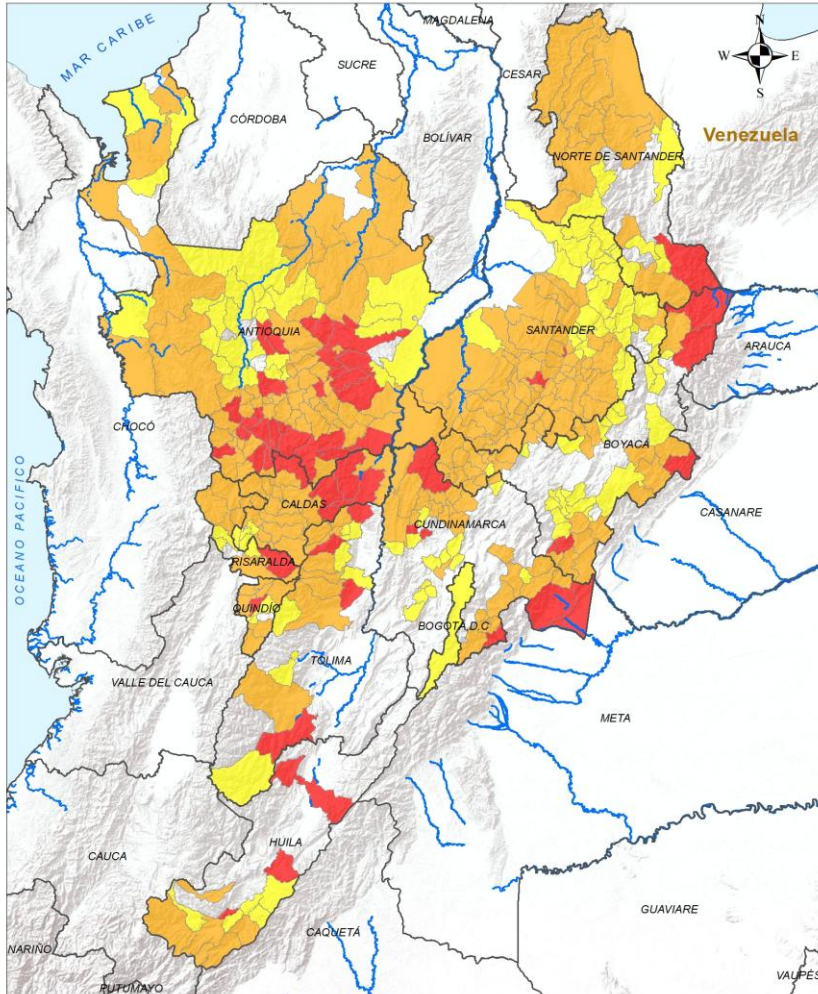 MAGDALENA
N
W E
S
MAR CARIBE
SUCRE
CESAR
CÓRDOBA
BOLÍVAR
Venezuela
NORTE DE SANTANDER
ANTIOQUIA
SANTANDER
ARAUCA
CHOCÓ
BOYACÁ
CALDAS
CUNDINAMARCA
CASANARE
OCEANO PACIFICO
RISARALDA
QUINDÍO
BOGOTÁ, D.C.
TOLIMA
VALLE DEL CAUCA
META
HUILA
CAUCA
GUAVIARE
NARIÑO
CAQUETÁ
PUTUMAYO
VAUPÉS